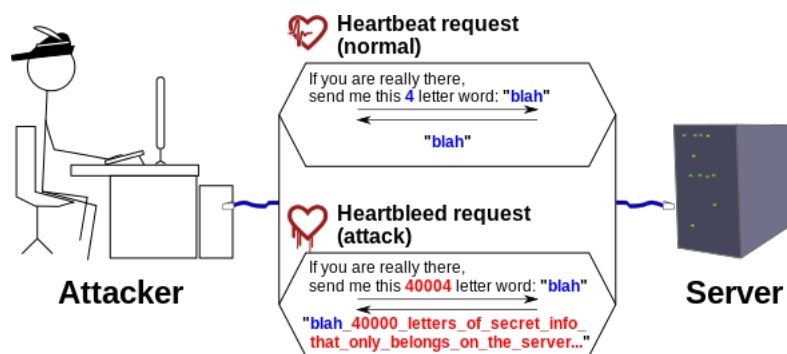 Heartbeat request
(normal)
If you are really there,
send me this 4 letter word: "blah"
"blah"
Heartbleed request
(attack)
If you are really there,
send me this 40004 letter word: "blah"
"blah_40000_letters_of_secret_info_
that_only_belongs_on_the_server..."
Attacker
Server